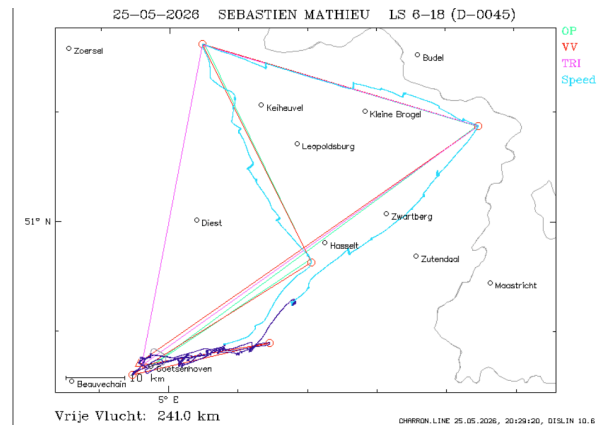 25-05-2026 SEBASTIEN MATHIEU LS 6-18 (D-0045)
OP
VV
TRI
Speed
Zoersel
Budel
Keiheuvel
Kleine Brogel
Leopoldsburg
51° N
Diest
Zwartberg
Hasselt
Zutendaal
Maastricht
Goetsenhoven
10 km
Beauvechain
5° E
Vrije Vlucht: 241.0 km
CHARRON.LINE 25.05.2026, 20:29:20, DISLIN 10.6